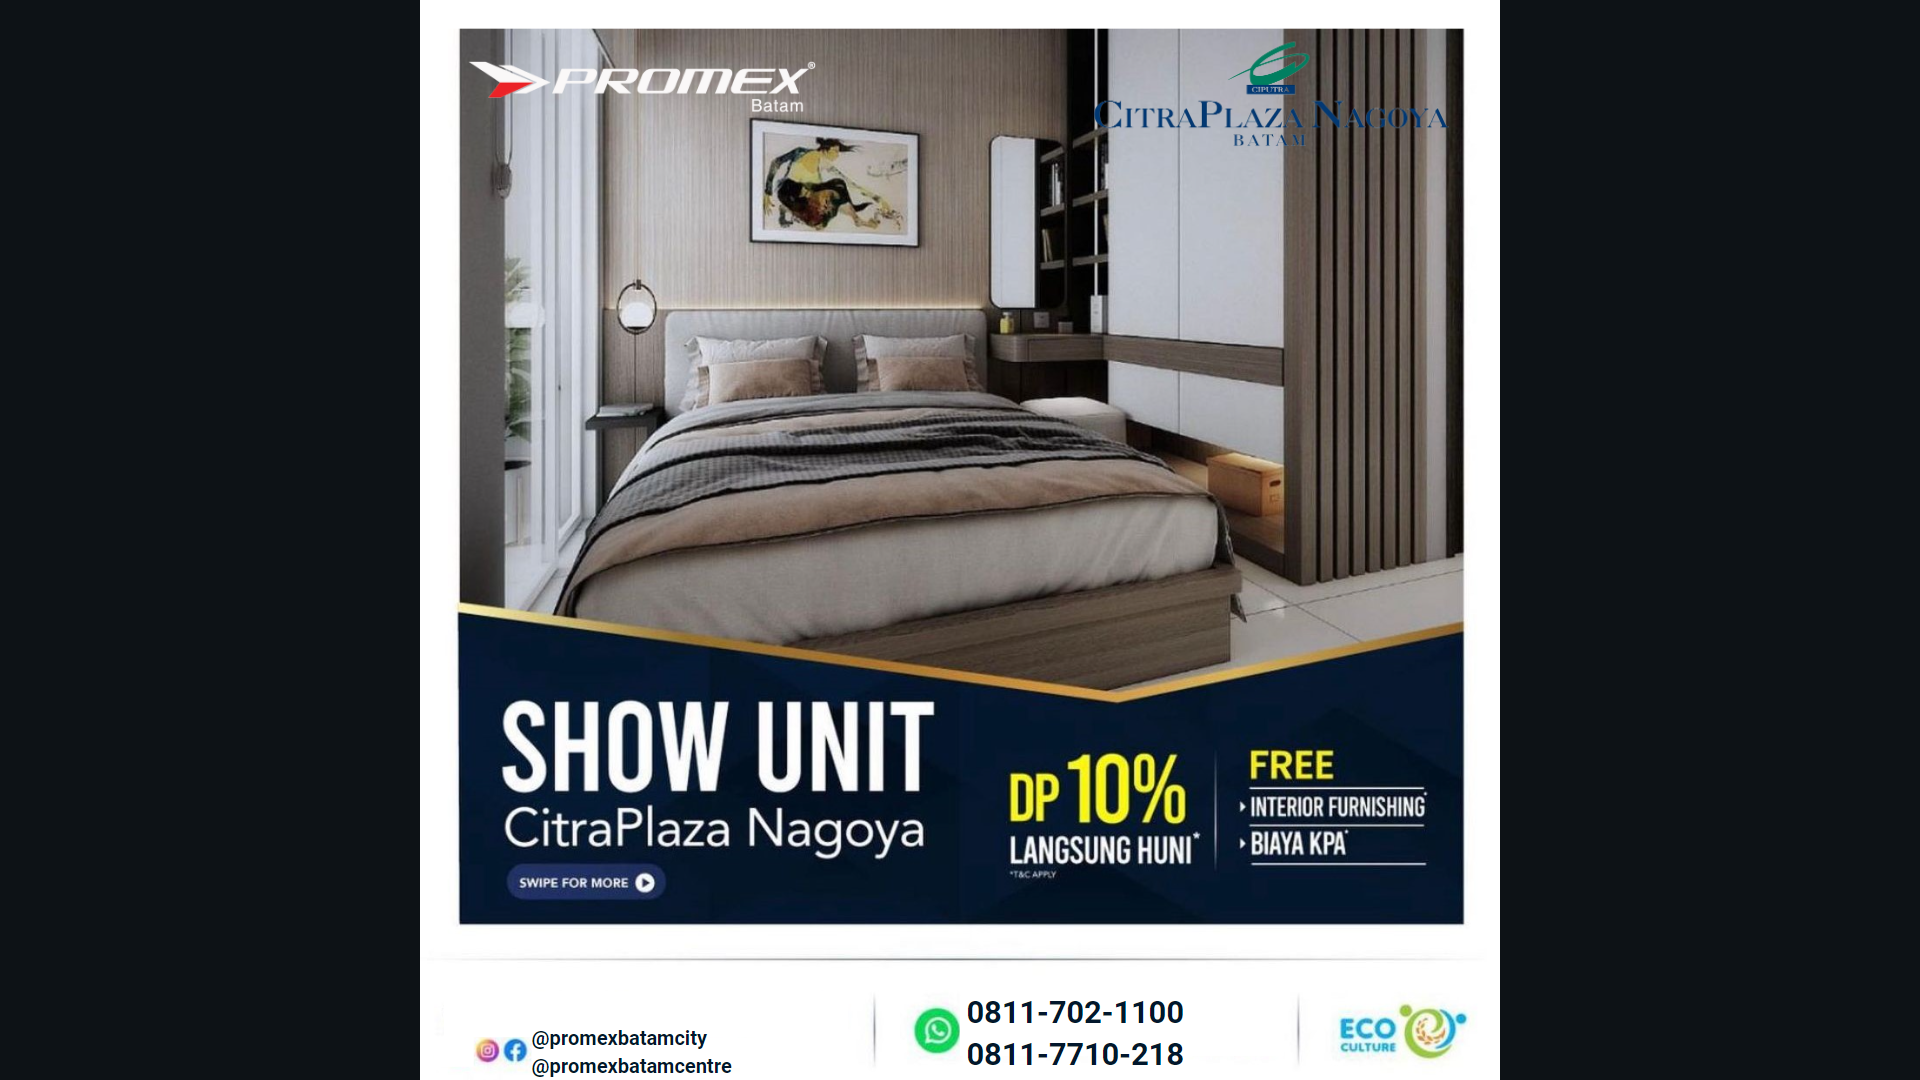 PROMEX®
Batam
CIPUTRA
CITRAPLAZA NAGOYA
BATAM
SHOW UNIT
CitraPlaza Nagoya
SWIPE FOR MORE
DP 10%
LANGSUNG HUNI*
*T&C APPLY
FREE
INTERIOR FURNISHING*
BIAYA KPA*
@promexbatamcity
@promexbatamcentre
0811-702-1100
0811-7710-218
ECO
CULTURE